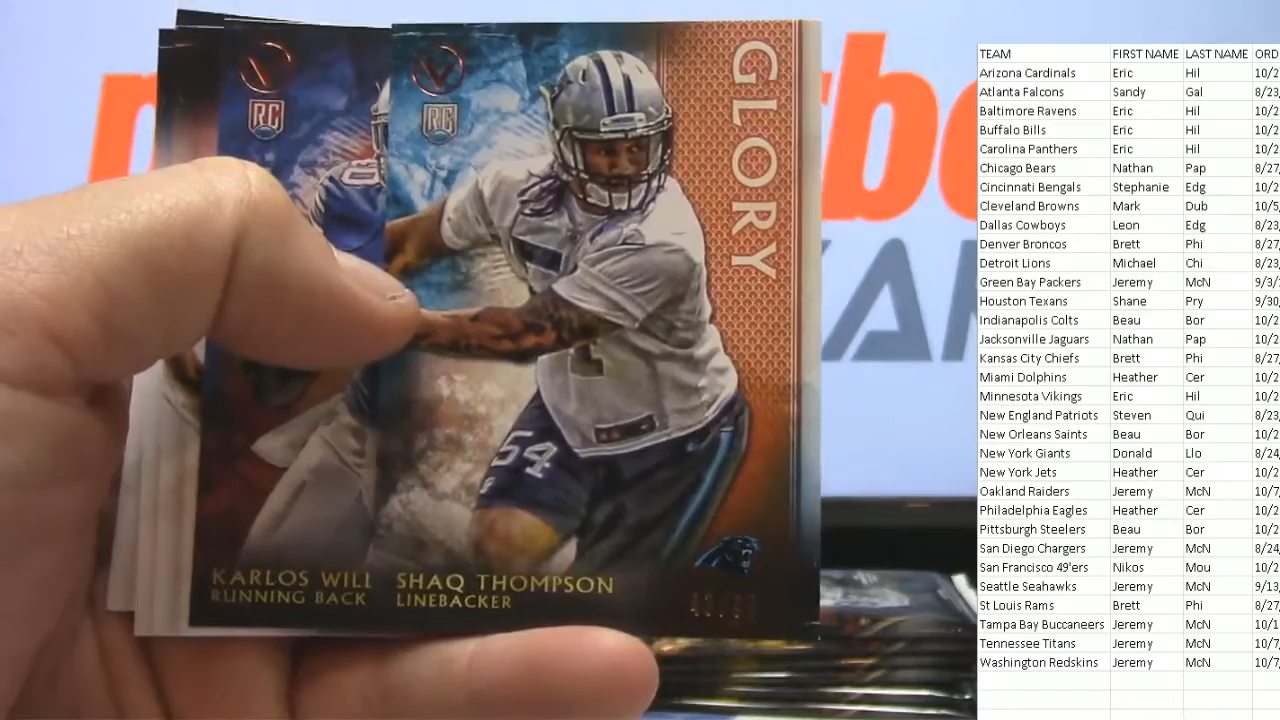 GLORY
RC
RC
V
V
KARLOS WILL
RUNNING BACK
SHAQ THOMPSON
LINEBACKER
54
TEAM FIRST NAME LAST NAME ORD
Arizona Cardinals Eric Hil 10/2
Atlanta Falcons Sandy Gal 8/23,
Baltimore Ravens Eric Hil 10/2
Buffalo Bills Eric Hil 10/2
Carolina Panthers Eric Hil 10/2
Chicago Bears Nathan Pap 8/27
Cincinnati Bengals Stephanie Edg 10/2
Cleveland Browns Mark Dub 10/5
Dallas Cowboys Leon Edg 8/23,
Denver Broncos Brett Phi 8/27
Detroit Lions Michael Chi 8/23,
Green Bay Packers Jeremy McN 9/3/
Houston Texans Shane Pry 9/30
Indianapolis Colts Beau Bor 10/2
Jacksonville Jaguars Nathan Pap 10/2
Kansas City Chiefs Brett Phi 8/27
Miami Dolphins Heather Cer 10/2
Minnesota Vikings Eric Hil 10/2
New England Patriots Steven Qui 8/23
New Orleans Saints Beau Bor 10/2
New York Giants Donald Llo 8/24,
New York Jets Heather Cer 10/2
Oakland Raiders Jeremy McN 10/7
Philadelphia Eagles Heather Cer 10/2
Pittsburgh Steelers Beau Bor 10/2
San Diego Chargers Jeremy McN 8/24
San Francisco 49'ers Nikos Mou 10/2
Seattle Seahawks Jeremy McN 9/13
St Louis Rams Brett Phi 8/27
Tampa Bay Buccaneers Jeremy McN 10/1
Tennessee Titans Jeremy McN 10/7,
Washington Redskins Jeremy McN 10/7